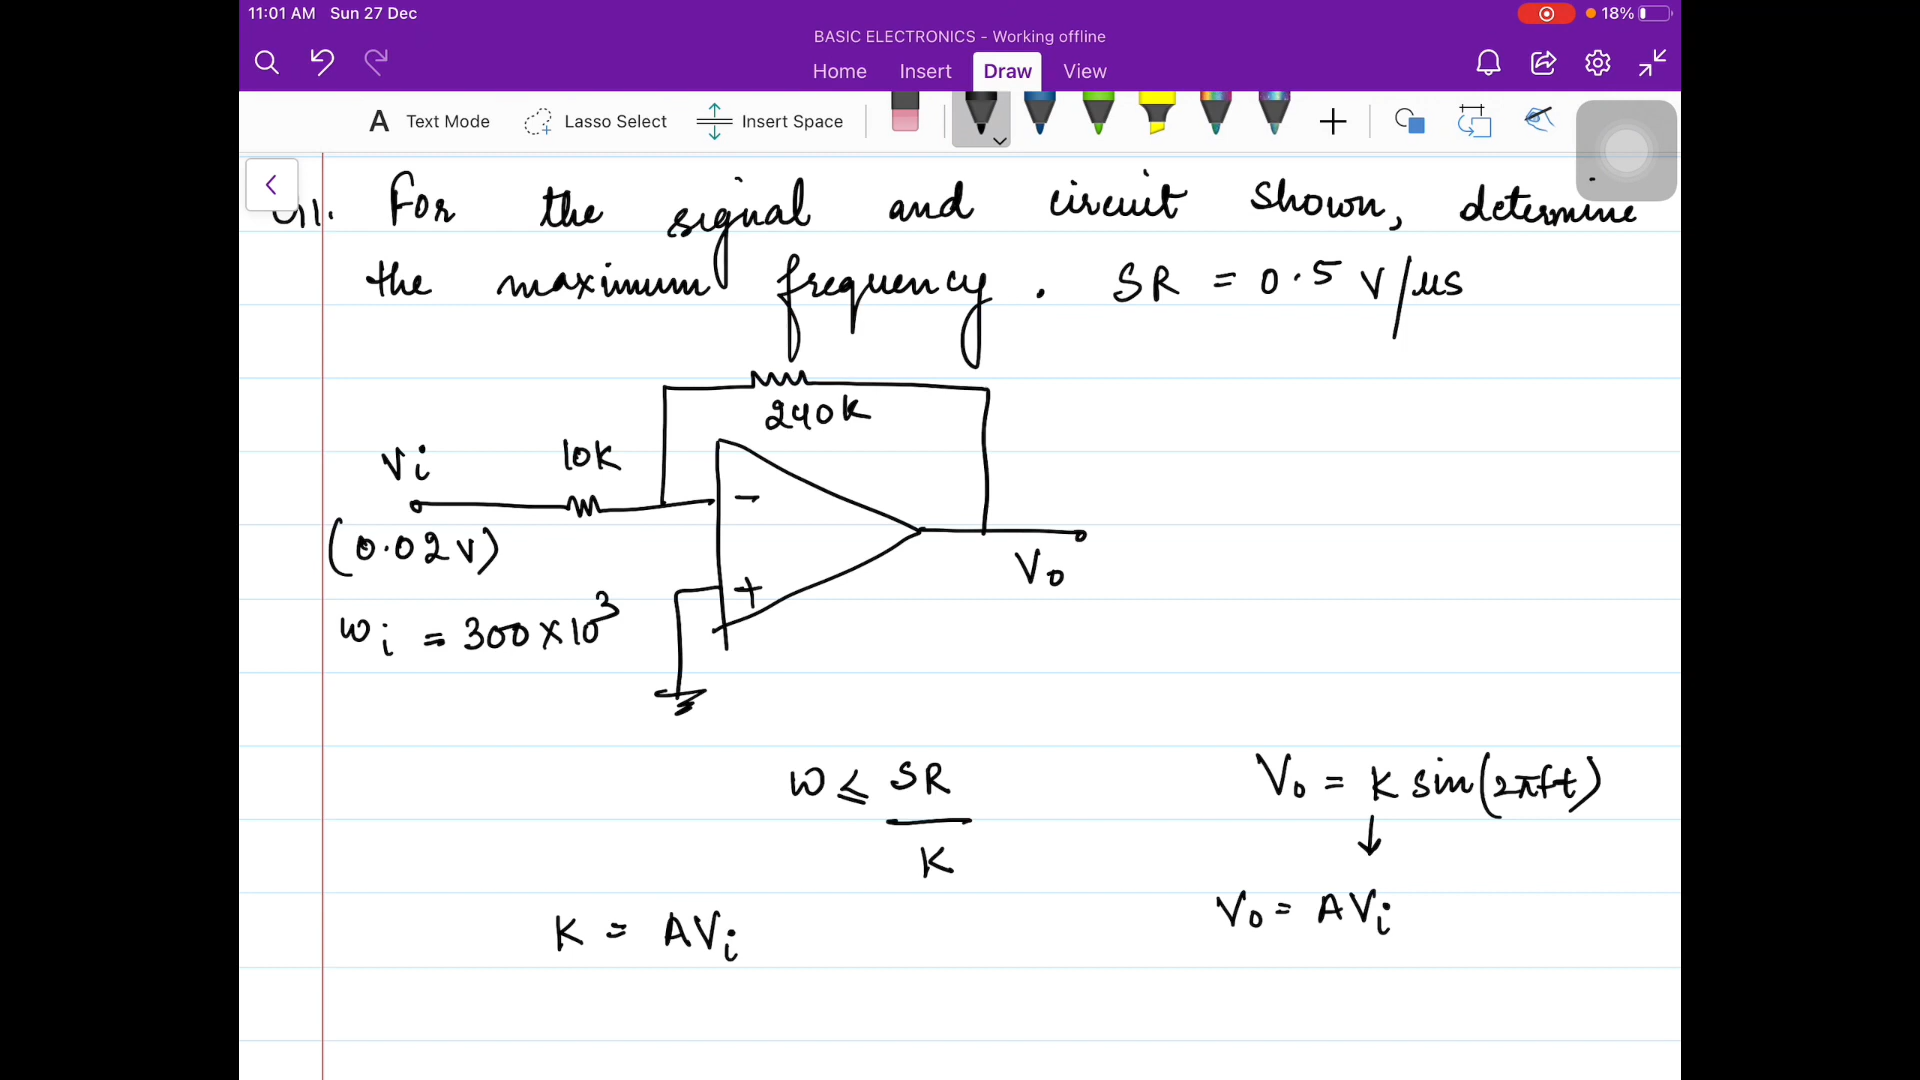 11:01 AM Sun 27 Dec
18%
BASIC ELECTRONICS - Working offline
Home Insert Draw View
A Text Mode Lasso Select Insert Space
For the signal and circuit shown, determine
the maximum frequency. SR = 0.5 V/μs
240K
Vi 10K
(0.02V)
-
+
Vo
ωi = 300×10³
ω ≤ SR/K
Vo = K sin(2πft)
↓
K = AVi
Vo = AVi